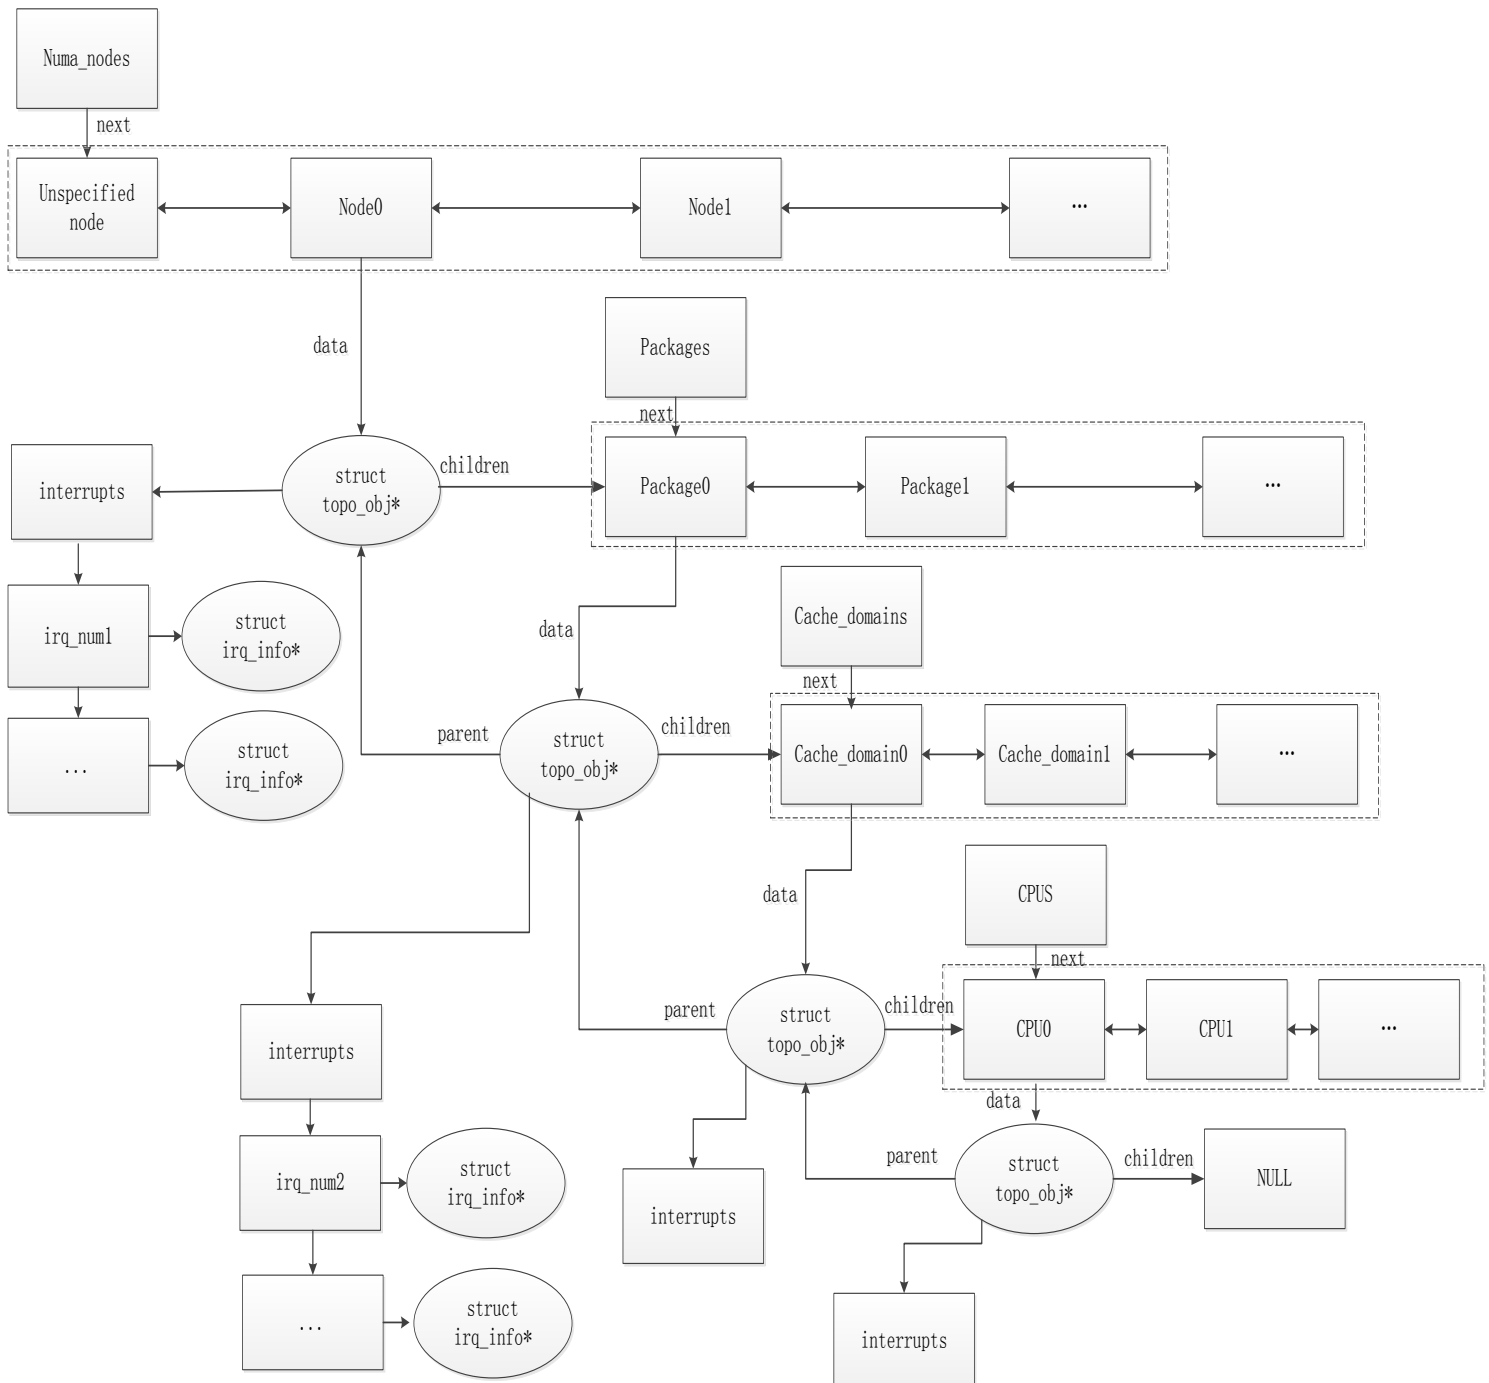 Numa_nodes
next
Unspecified
node
Node0
Node1
...
data
Packages
next
interrupts
struct
topo_obj*
children
Package0
Package1
...
irq_num1
struct
irq_info*
data
Cache_domains
next
...
struct
irq_info*
parent
struct
topo_obj*
children
Cache_domain0
Cache_domain1
...
data
CPUS
next
interrupts
parent
struct
topo_obj*
children
CPU0
CPU1
...
data
irq_num2
struct
irq_info*
interrupts
parent
struct
topo_obj*
children
NULL
...
struct
irq_info*
interrupts